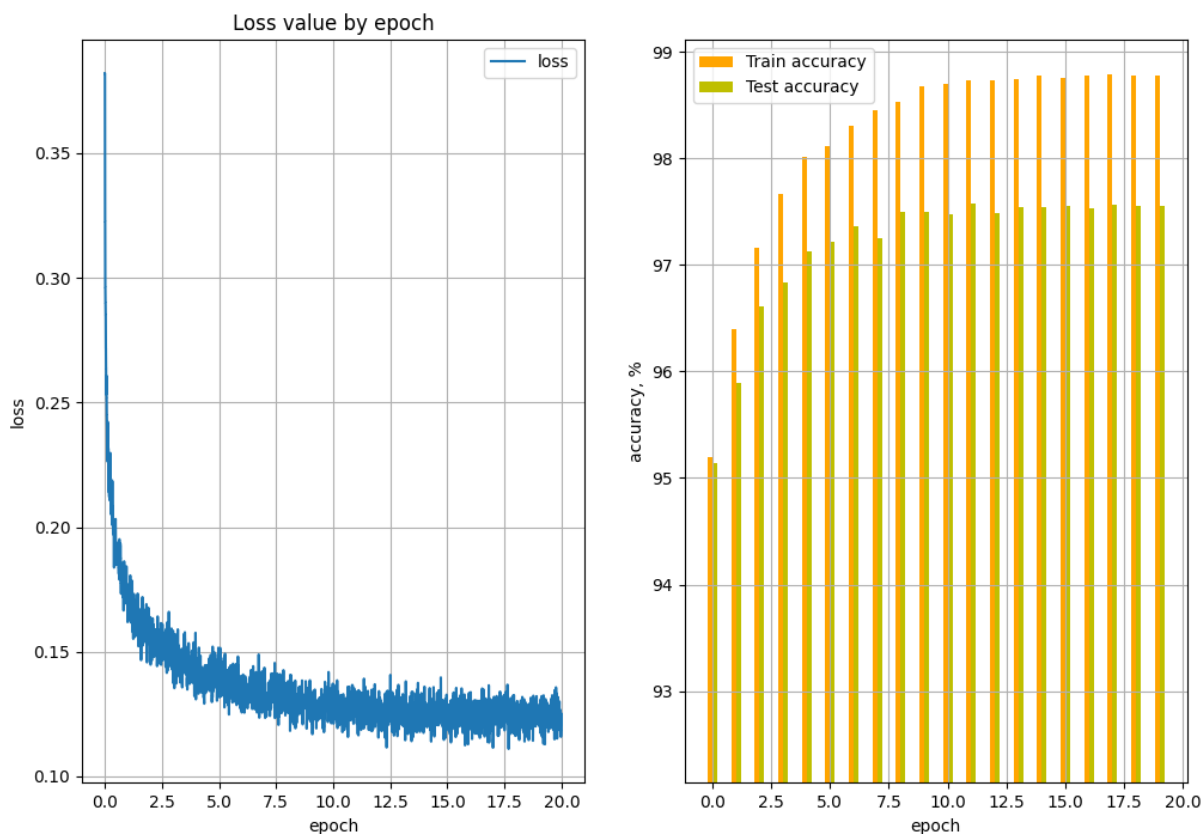 Loss value by epoch
loss
0.35
0.30
0.25
0.20
0.15
0.10
loss
0.0 2.5 5.0 7.5 10.0 12.5 15.0 17.5 20.0
epoch
Train accuracy
Test accuracy
99
98
97
96
95
94
93
accuracy, %
0.0 2.5 5.0 7.5 10.0 12.5 15.0 17.5 20.0
epoch